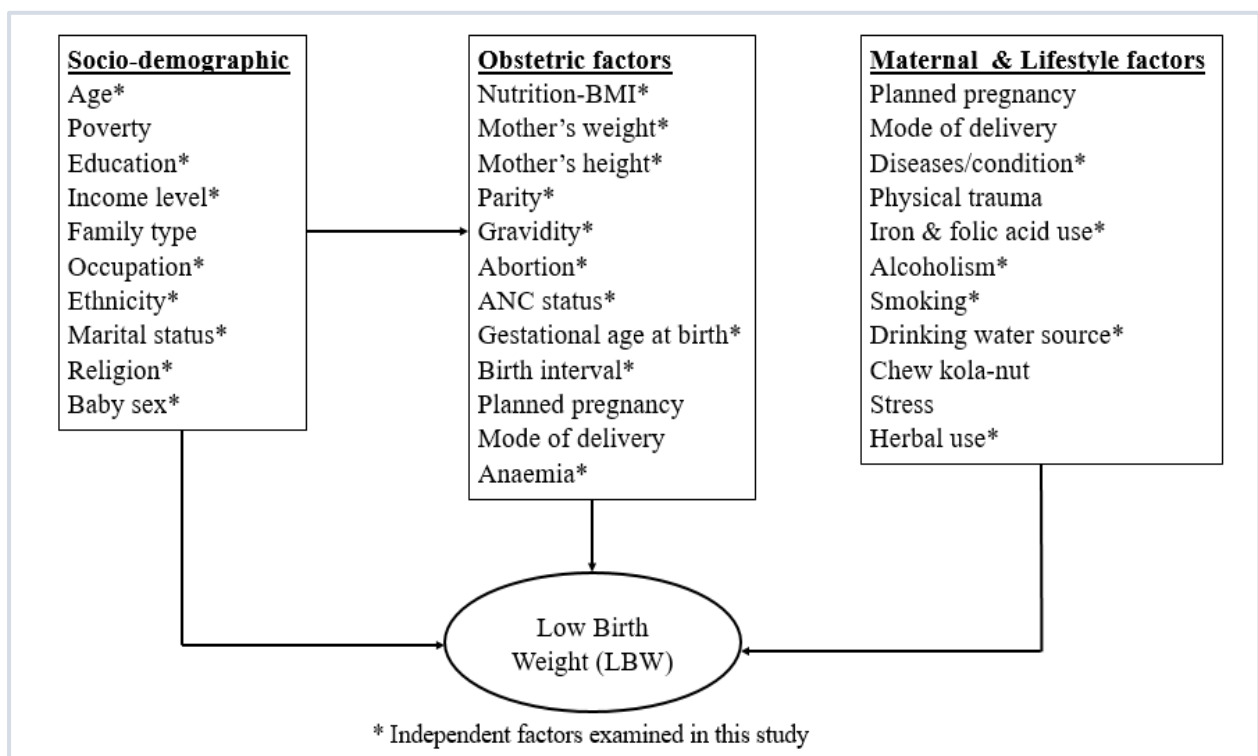 Socio-demographic
Age*
Poverty
Education*
Income level*
Family type
Occupation*
Ethnicity*
Marital status*
Religion*
Baby sex*
Obstetric factors
Nutrition-BMI*
Mother’s weight*
Mother’s height*
Parity*
Gravidity*
Abortion*
ANC status*
Gestational age at birth*
Birth interval*
Planned pregnancy
Mode of delivery
Anaemia*
Maternal & Lifestyle factors
Planned pregnancy
Mode of delivery
Diseases/condition*
Physical trauma
Iron & folic acid use*
Alcoholism*
Smoking*
Drinking water source*
Chew kola-nut
Stress
Herbal use*
Low Birth
Weight (LBW)
* Independent factors examined in this study